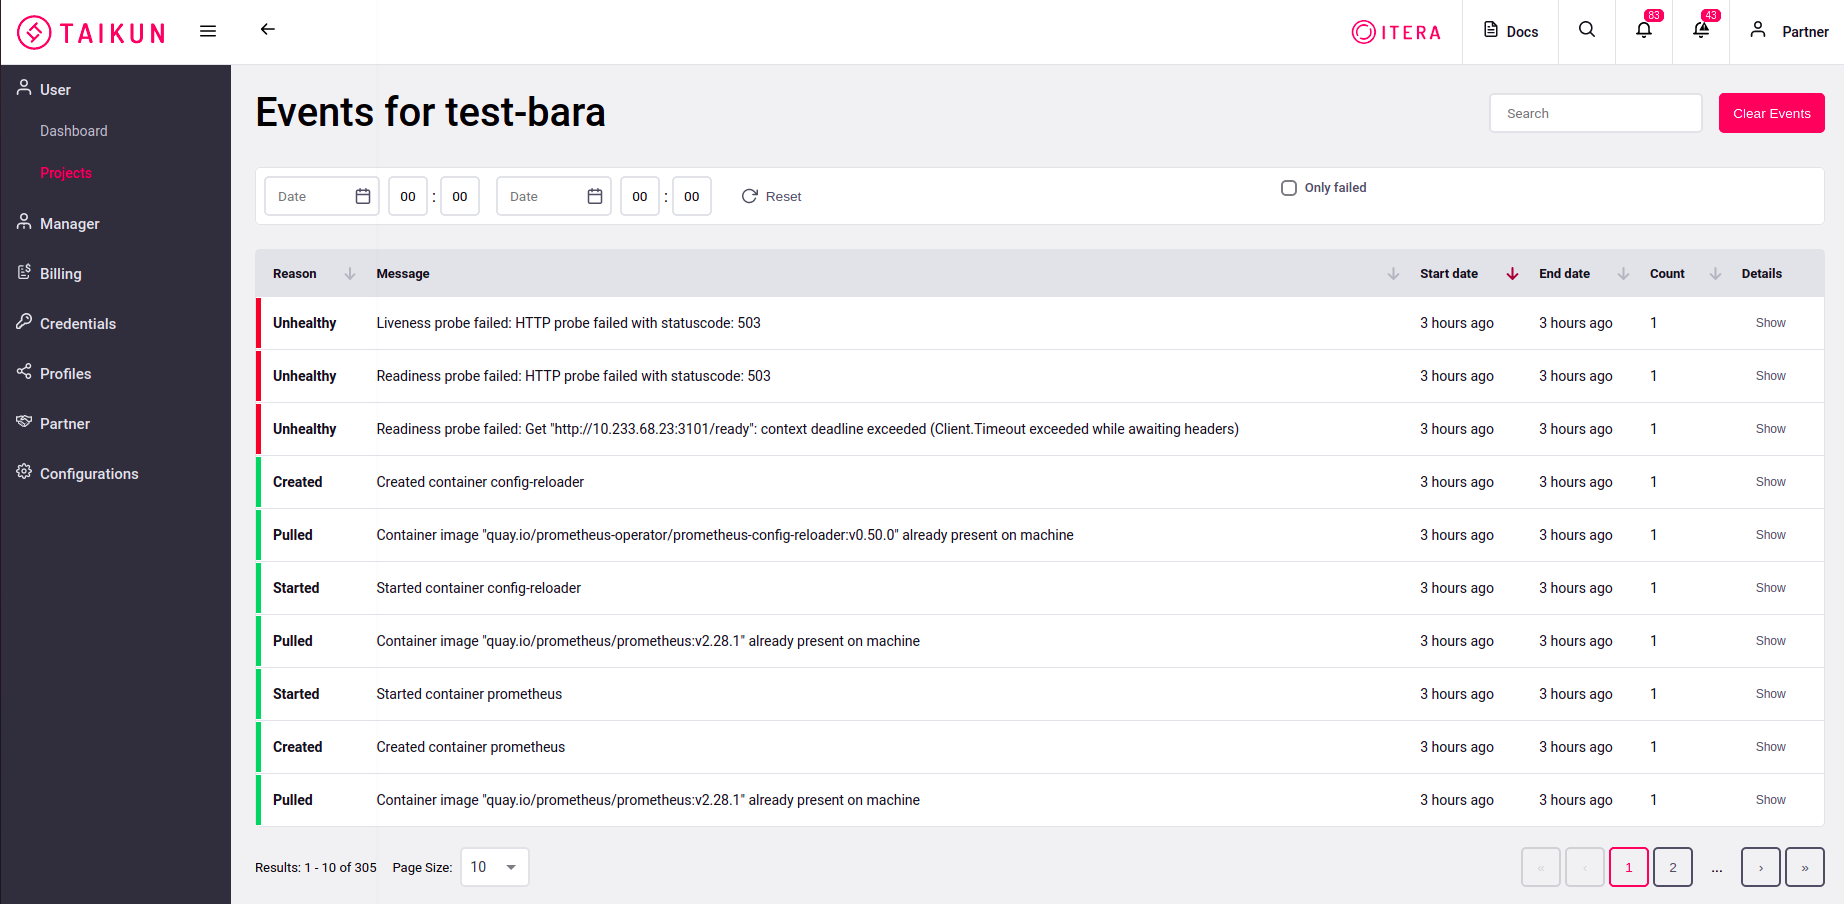 TAIKUN
ITERA
Docs
83
43
Partner
User
Dashboard
Projects
Manager
Billing
Credentials
Profiles
Partner
Configurations
Events for test-bara
Search
Clear Events
Date 00 : 00 Date 00 : 00 Reset Only failed
Reason Message Start date End date Count Details
Unhealthy Liveness probe failed: HTTP probe failed with statuscode: 503 3 hours ago 3 hours ago 1 Show
Unhealthy Readiness probe failed: HTTP probe failed with statuscode: 503 3 hours ago 3 hours ago 1 Show
Unhealthy Readiness probe failed: Get "http://10.233.68.23:3101/ready": context deadline exceeded (Client.Timeout exceeded while awaiting headers) 3 hours ago 3 hours ago 1 Show
Created Created container config-reloader 3 hours ago 3 hours ago 1 Show
Pulled Container image "quay.io/prometheus-operator/prometheus-config-reloader:v0.50.0" already present on machine 3 hours ago 3 hours ago 1 Show
Started Started container config-reloader 3 hours ago 3 hours ago 1 Show
Pulled Container image "quay.io/prometheus/prometheus:v2.28.1" already present on machine 3 hours ago 3 hours ago 1 Show
Started Started container prometheus 3 hours ago 3 hours ago 1 Show
Created Created container prometheus 3 hours ago 3 hours ago 1 Show
Pulled Container image "quay.io/prometheus/prometheus:v2.28.1" already present on machine 3 hours ago 3 hours ago 1 Show
Results: 1 - 10 of 305 Page Size: 10 « ‹ 1 2 ... › »